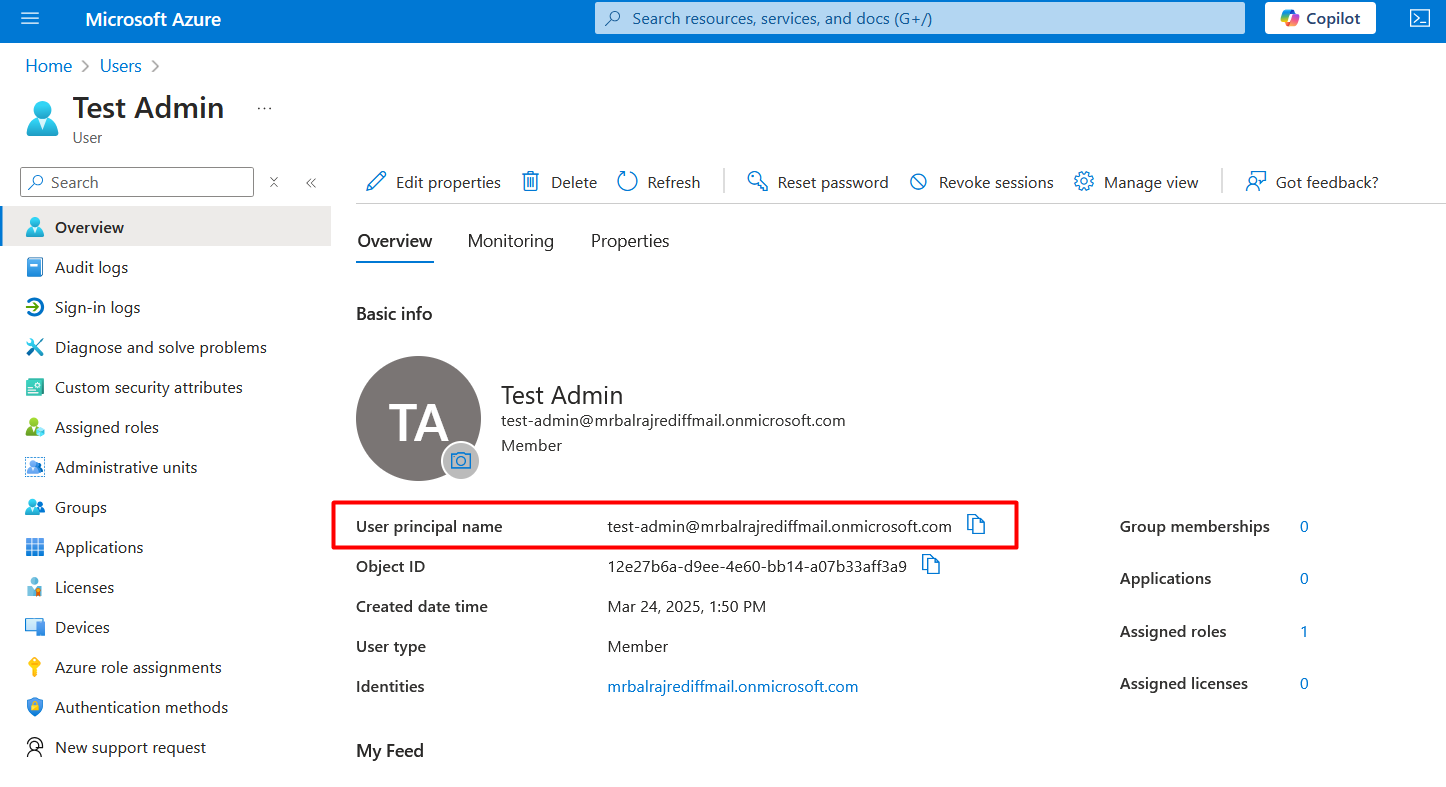 Microsoft Azure
Search resources, services, and docs (G+/)
Copilot
Home > Users >
Test Admin ...
User
Search
Edit properties
Delete
Refresh
Reset password
Revoke sessions
Manage view
Got feedback?
Overview
Audit logs
Sign-in logs
Diagnose and solve problems
Custom security attributes
Assigned roles
Administrative units
Groups
Applications
Licenses
Devices
Azure role assignments
Authentication methods
New support request
Overview Monitoring Properties
Basic info
TA
Test Admin
test-admin@mrbalrajrediffmail.onmicrosoft.com
Member
User principal name test-admin@mrbalrajrediffmail.onmicrosoft.com
Object ID 12e27b6a-d9ee-4e60-bb14-a07b33aff3a9
Created date time Mar 24, 2025, 1:50 PM
User type Member
Identities mrbalrajrediffmail.onmicrosoft.com
Group memberships 0
Applications 0
Assigned roles 1
Assigned licenses 0
My Feed